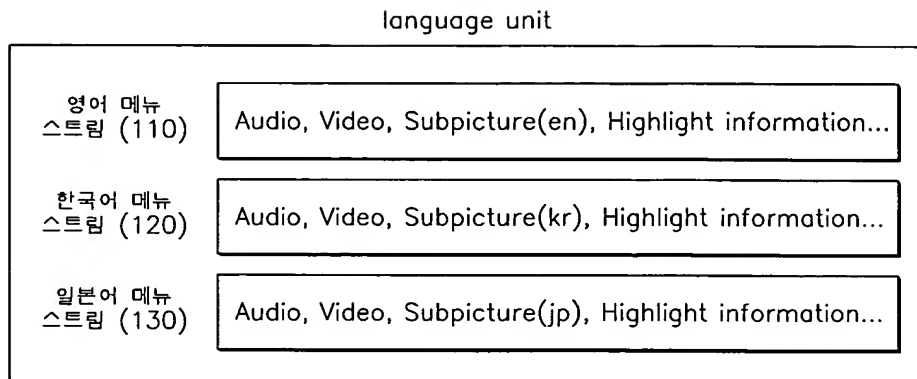 language unit
영어 메뉴
스트림 (110)
Audio, Video, Subpicture(en), Highlight information...
한국어 메뉴
스트림 (120)
Audio, Video, Subpicture(kr), Highlight information...
일본어 메뉴
스트림 (130)
Audio, Video, Subpicture(jp), Highlight information...